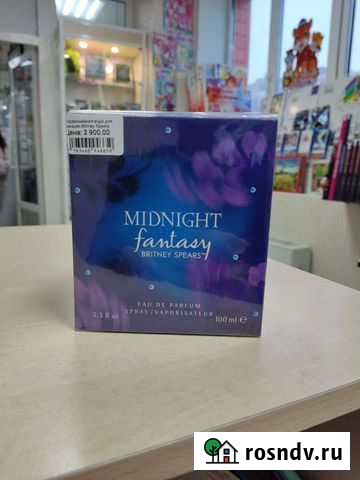 Цена: 2 900.00
MIDNIGHT
fantasy
BRITNEY SPEARS
EAU DE PARFUM
SPRAY/VAPORISATEUR
3.3 fl oz
100 ml e
rosndv.ru